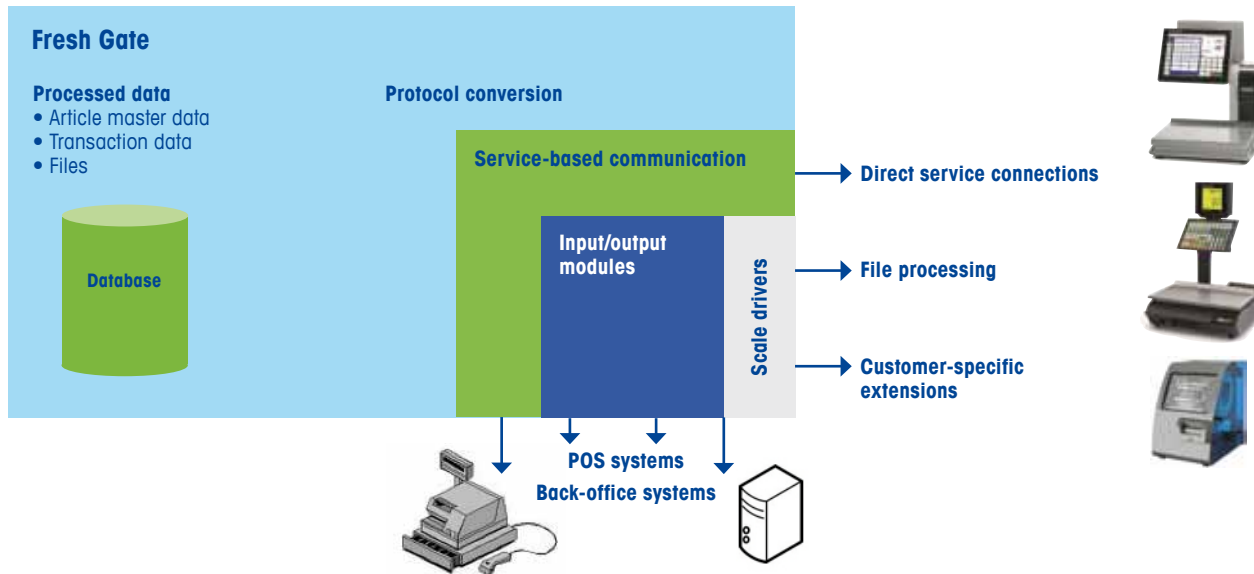 Fresh Gate
Processed data
• Article master data
• Transaction data
• Files
Database
Protocol conversion
Service-based communication
Input/output
modules
Scale drivers
Direct service connections
File processing
Customer-specific
extensions
POS systems
Back-office systems